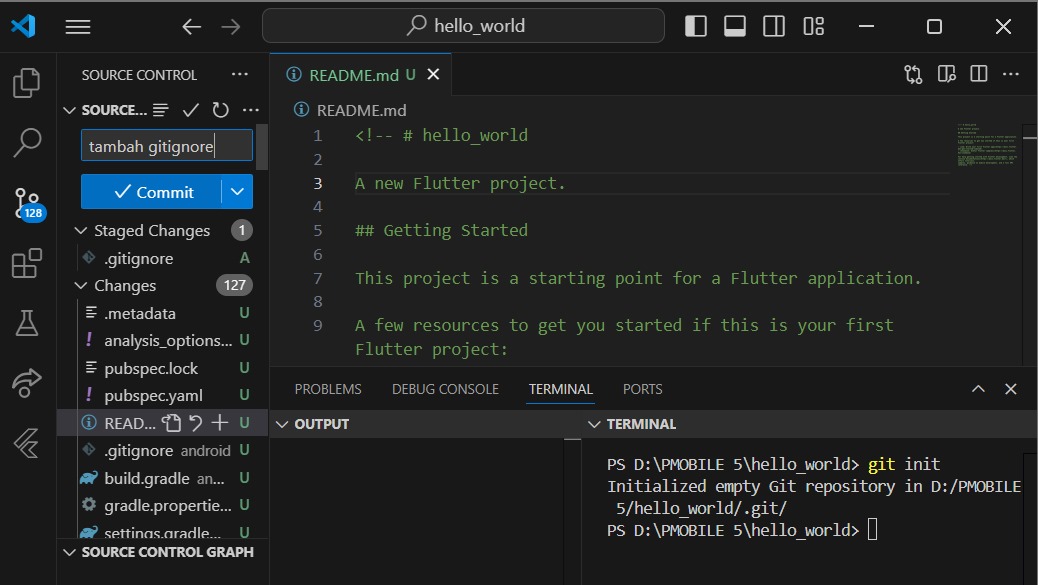 hello_world
SOURCE CONTROL
SOURCE...
tambah gitignore
Commit
128
Staged Changes 1
.gitignore A
Changes 127
.metadata U
analysis_options... U
pubspec.lock U
pubspec.yaml U
READ... U
.gitignore android U
build.gradle an... U
gradle.propertie... U
settings.gradle...
SOURCE CONTROL GRAPH
README.md U
README.md
1 <!-- # hello_world
2
3 A new Flutter project.
4
5 ## Getting Started
6
7 This project is a starting point for a Flutter application.
8
9 A few resources to get you started if this is your first
Flutter project:
PROBLEMS DEBUG CONSOLE TERMINAL PORTS
OUTPUT
TERMINAL
PS D:\PMOBILE 5\hello_world> git init
Initialized empty Git repository in D:/PMOBILE
5/hello_world/.git/
PS D:\PMOBILE 5\hello_world>